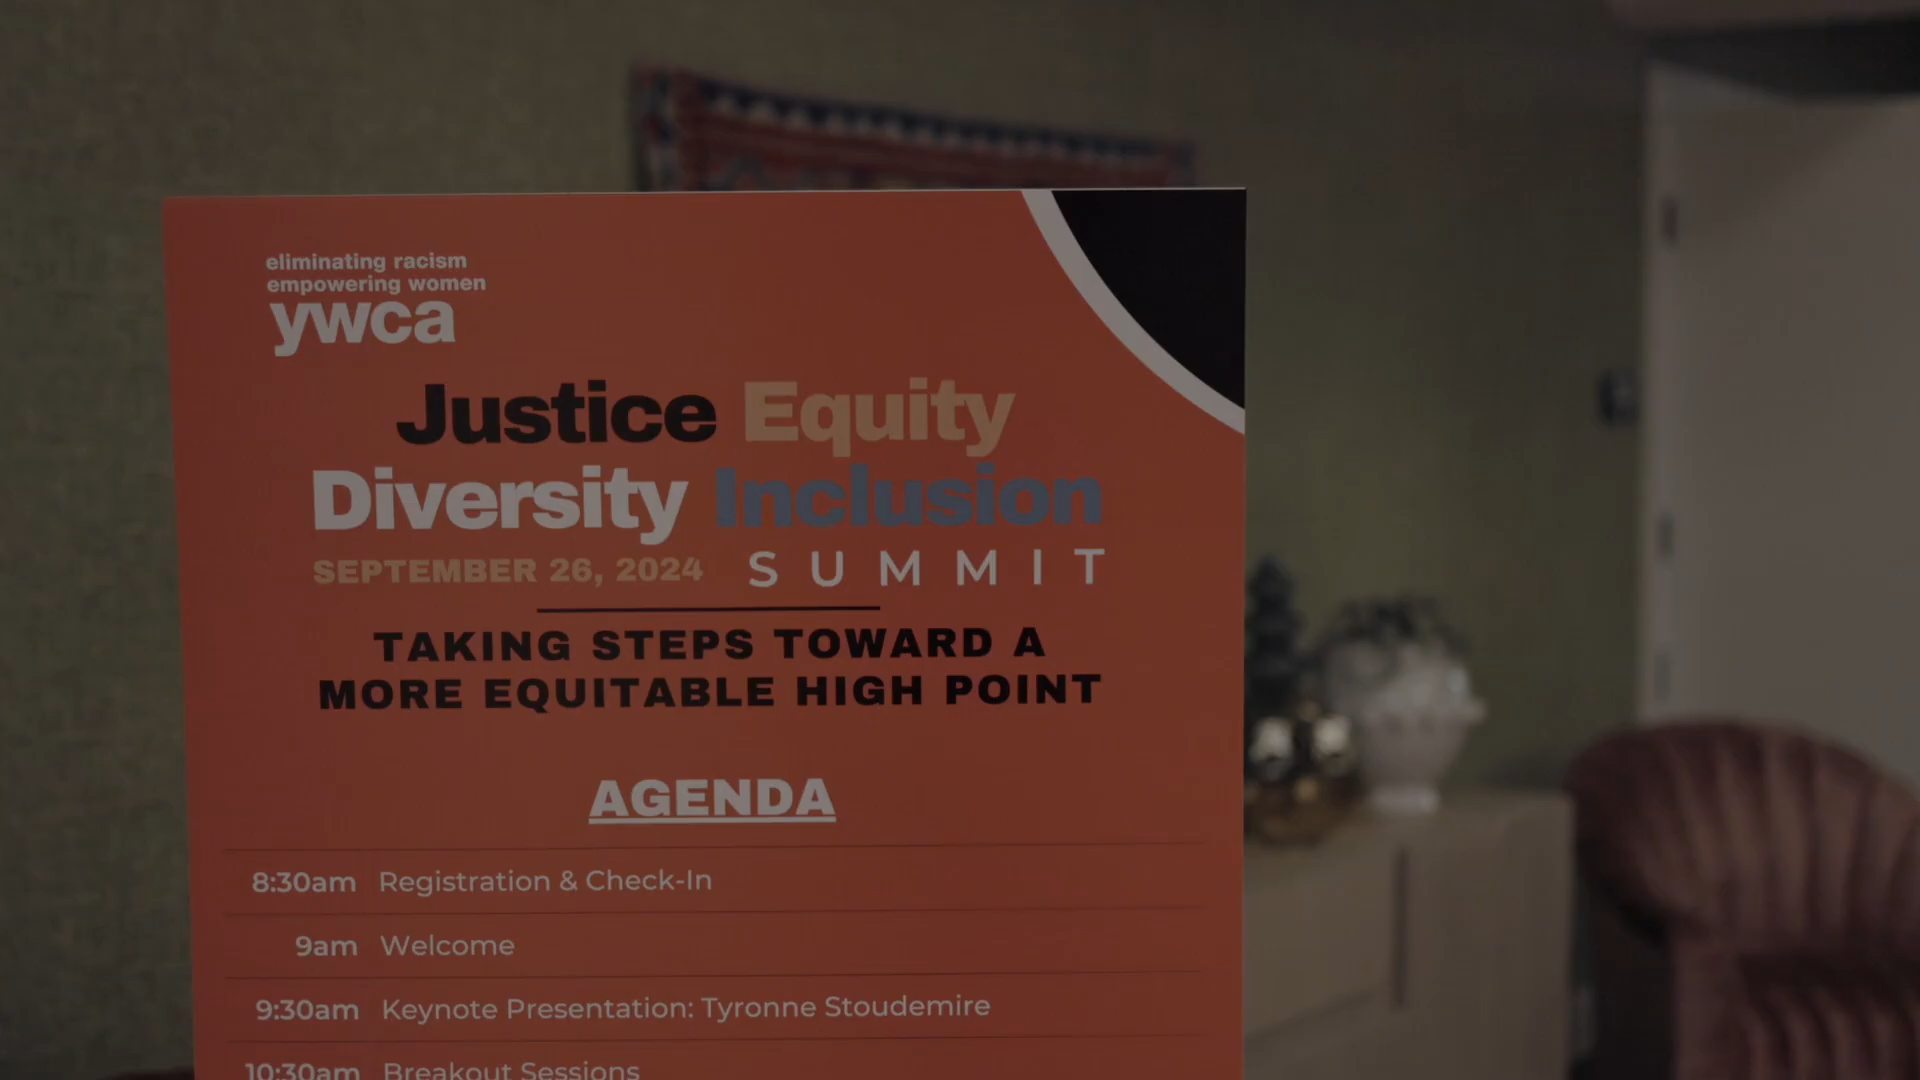 eliminating racism
empowering women
ywca
Justice Equity
Diversity Inclusion
SEPTEMBER 26, 2024 SUMMIT
TAKING STEPS TOWARD A
MORE EQUITABLE HIGH POINT
AGENDA
8:30am Registration & Check-In
9am Welcome
9:30am Keynote Presentation: Tyronne Stoudemire
10:30am Breakout Sessions